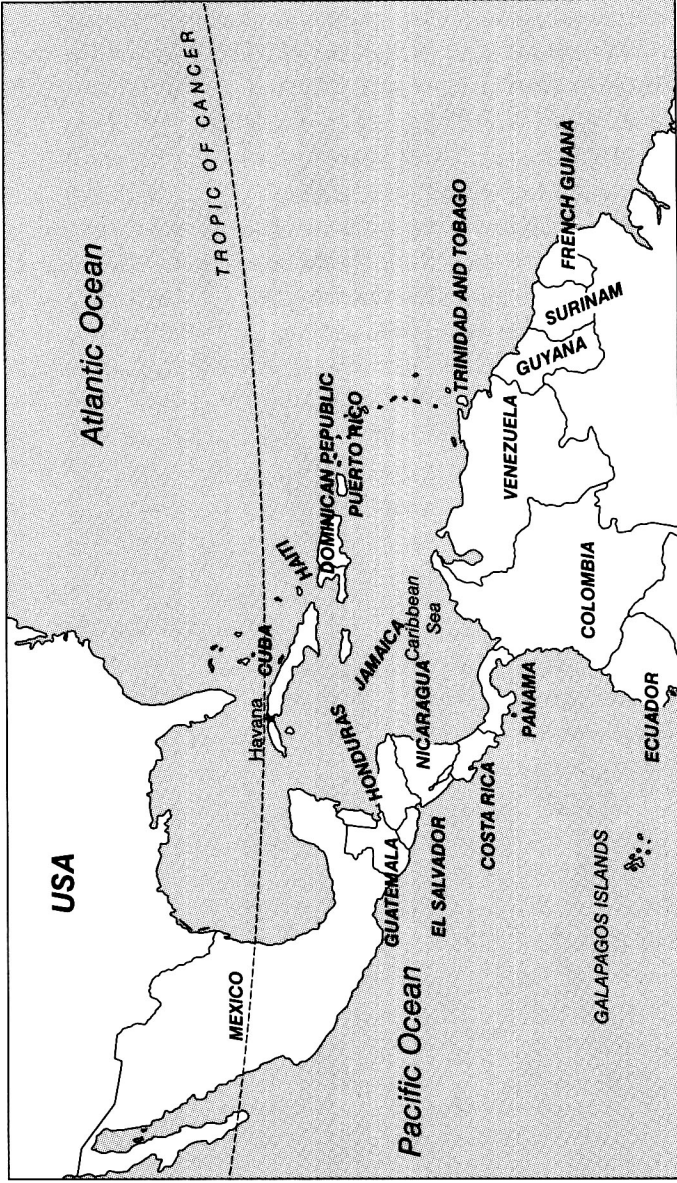 USA
Atlantic Ocean
TROPIC OF CANCER
MEXICO
Havana
CUBA
HAITI
DOMINICAN PEPUBLIC
PUERTO RICO
JAMAICA
Caribbean
Sea
HONDURAS
GUATEMALA
NICARAGUA
EL SALVADOR
COSTA RICA
PANAMA
TRINIDAD AND TOBAGO
VENEZUELA
GUYANA
SURINAM
FRENCH GUIANA
COLOMBIA
ECUADOR
Pacific Ocean
GALAPAGOS ISLANDS